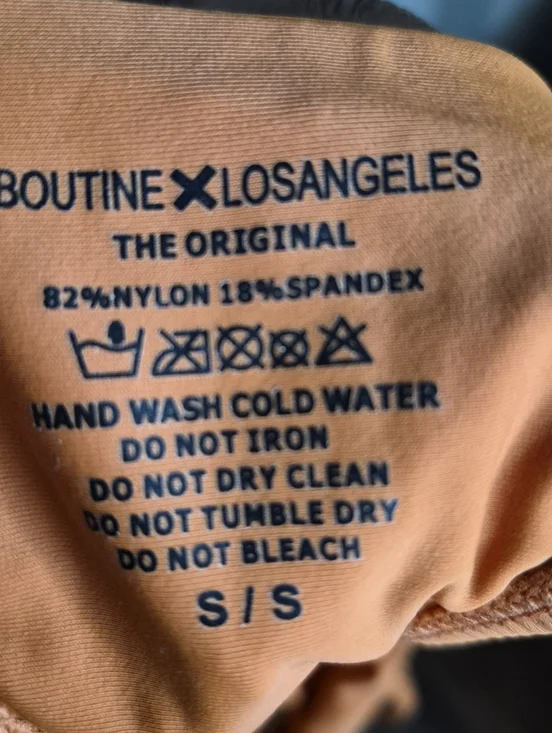 BOUTINE LOSANGELES
THE ORIGINAL
82%NYLON 18%SPANDEX
HAND WASH COLD WATER
DO NOT IRON
DO NOT DRY CLEAN
DO NOT TUMBLE DRY
DO NOT BLEACH
S / S